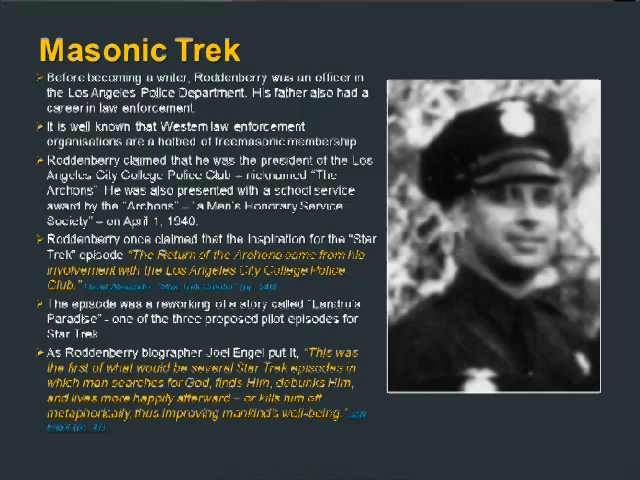 Masonic Trek
Before becoming a writer, Roddenberry was an officer in
the Los Angeles Police Department. His father also had a
career in law enforcement.
It is well known that Western law enforcement
organisations are a hotbed of freemasonic membership.
Roddenberry claimed that he was the president of the Los
Angeles City College Police Club – nicknamed "The
Archons". He was also presented with a school service
award by the "Archons" – "a Men's Honorary Service
Society" – on April 1, 1940.
Roddenberry once claimed that the inspiration for the "Star
Trek" episode "The Return of the Archons came from his
involvement with the Los Angeles City College Police
Club." David Alexander, "Star Trek Creator"
The episode was a reworking of a story called "Landru's
Paradise" - one of the three proposed pilot episodes for
Star Trek.
As Roddenberry biographer Joel Engel put it, "This was
the first of what would be several Star Trek episodes in
which man searches for God, finds Him, debunks Him,
and lives more happily afterward – or kills him off
metaphorically, thus improving mankind's well-being." Joel
Engel